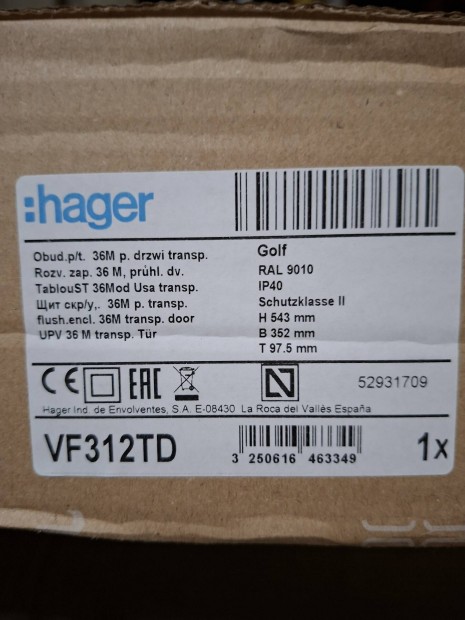 :hager
Obud.p/t. 36M p. drzwi transp.
Rozv. zap. 36 M, průhl. dv.
TablouST 36Mod Usa transp.
Щит скр/у,. 36M p. transp.
flush.encl. 36M transp. door
UPV 36 M transp. Tür
Golf
RAL 9010
IP40
Schutzklasse II
H 543 mm
B 352 mm
T 97.5 mm
CE EAC N 52931709
Hager Ind. de Envolventes, S.A. E-08430 La Roca del Vallès España
VF312TD 3 250616 463349 1x